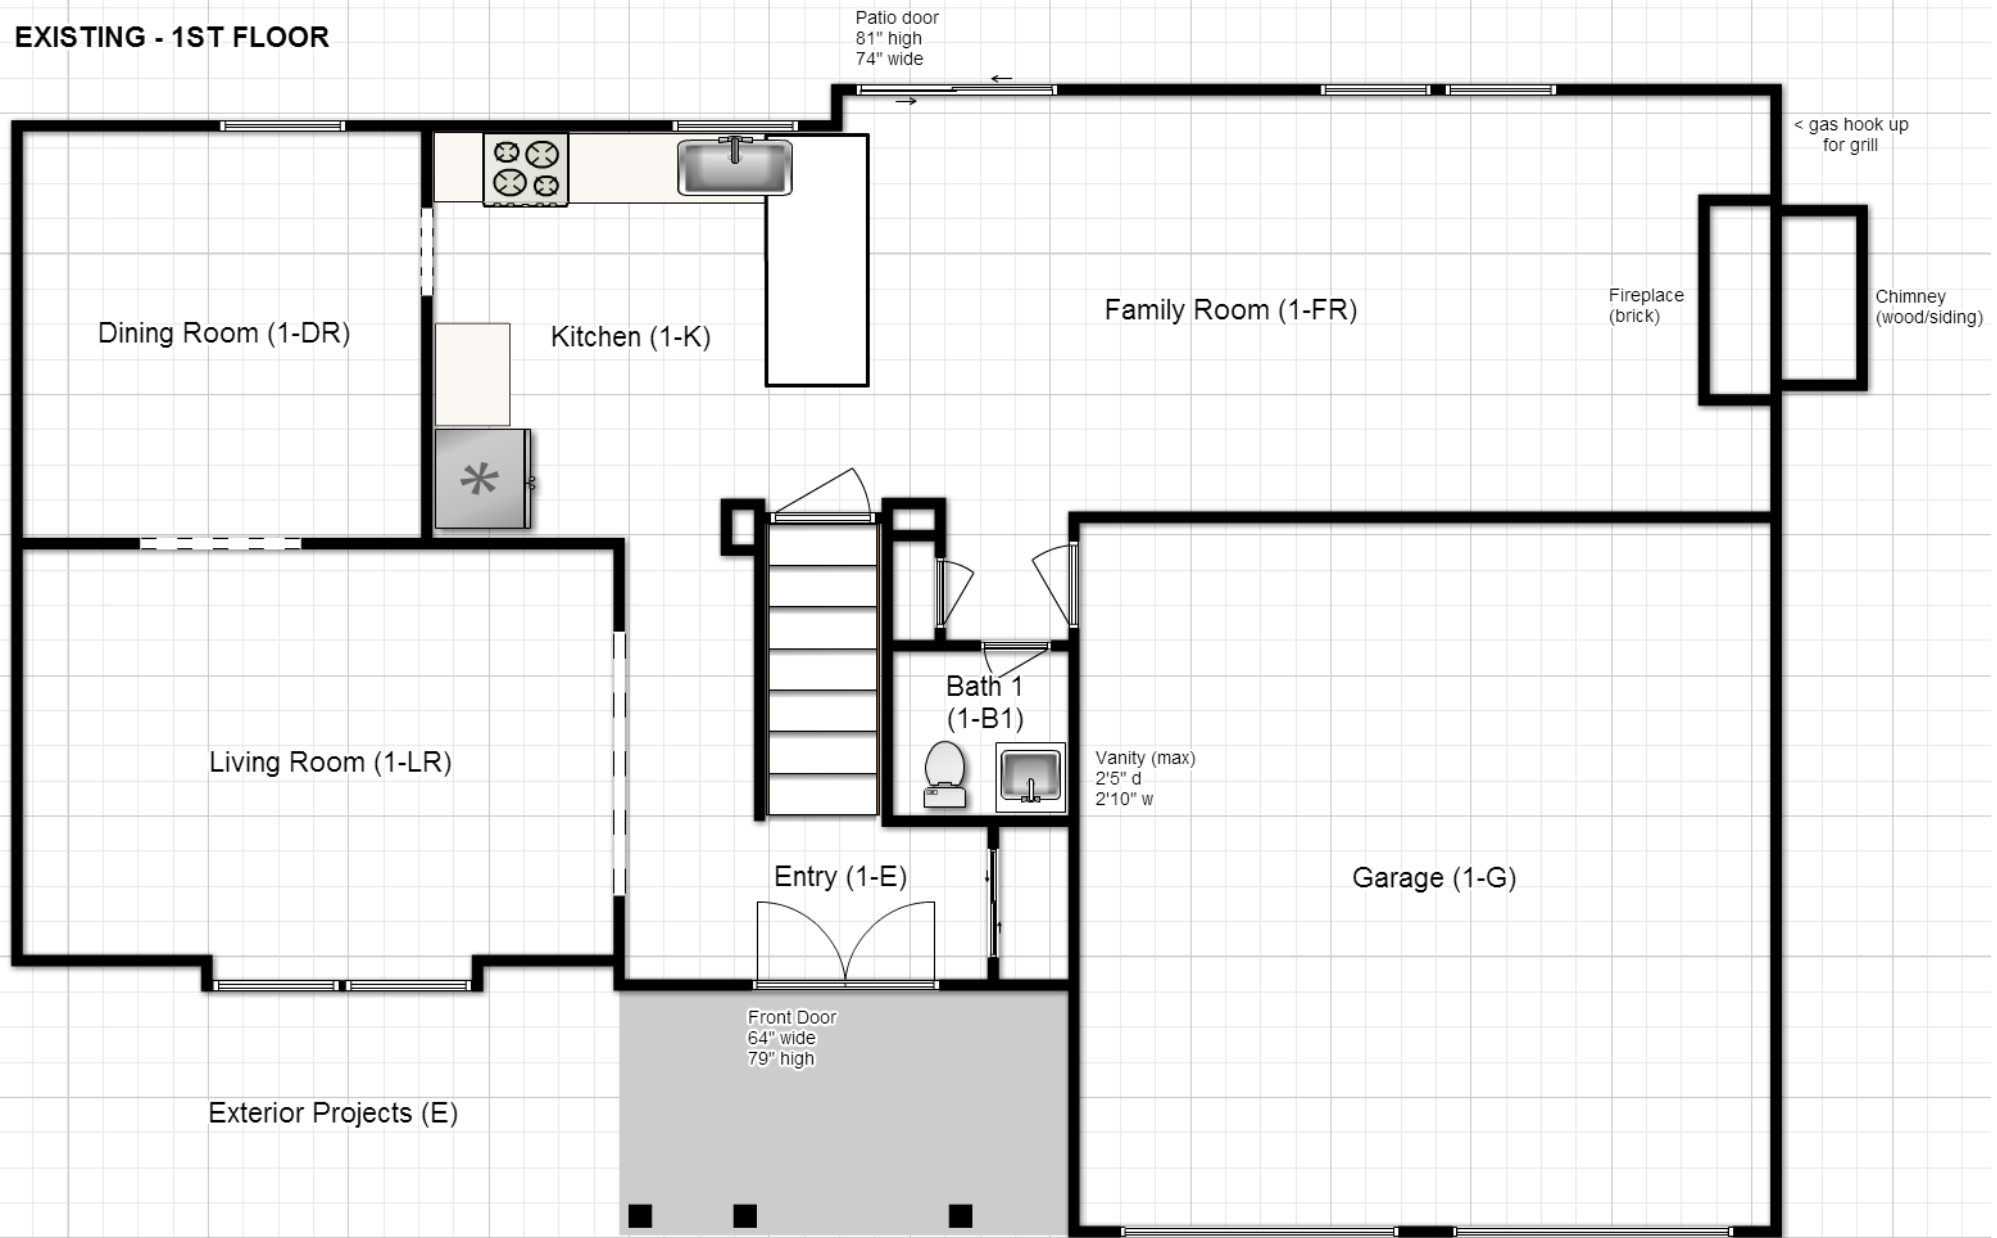 EXISTING - 1ST FLOOR
Patio door
81" high
74" wide
< gas hook up
for grill
Dining Room (1-DR)
Kitchen (1-K)
Family Room (1-FR)
Fireplace
(brick)
Chimney
(wood/siding)
Living Room (1-LR)
Bath 1
(1-B1)
Vanity (max)
2'5" d
2'10" w
Entry (1-E)
Garage (1-G)
Front Door
64" wide
79" high
Exterior Projects (E)